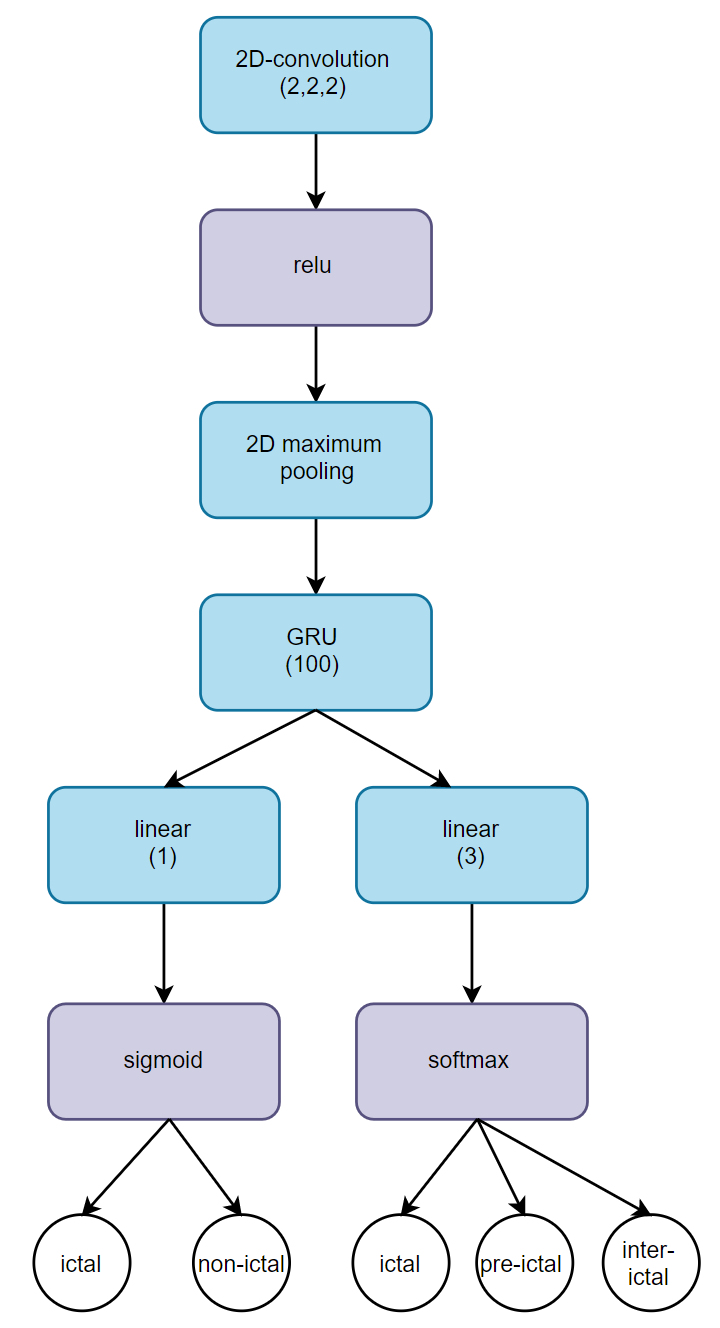 2D-convolution
(2,2,2)
relu
2D maximum
pooling
GRU
(100)
linear
(1)
linear
(3)
sigmoid
softmax
ictal
non-ictal
ictal
pre-ictal
inter-
ictal